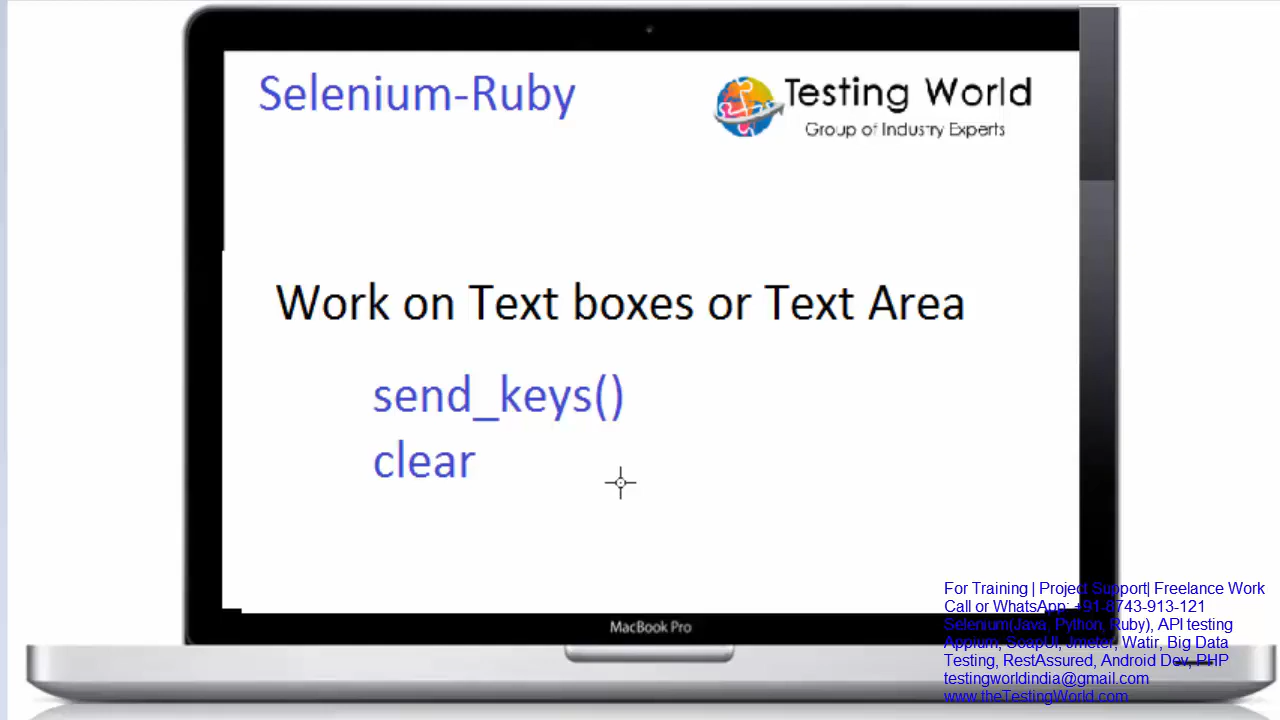 Selenium-Ruby
Testing World
Group of Industry Experts
Work on Text boxes or Text Area
send_keys()
clear
MacBook Pro
For Training | Project Support| Freelance Work
Call or WhatsApp: +91-8743-913-121
Selenium(Java, Python, Ruby), API testing
Appium, SoapUI, Jmeter, Watir, Big Data
Testing, RestAssured, Android Dev, PHP
testingworldindia@gmail.com
www.theTestingWorld.com